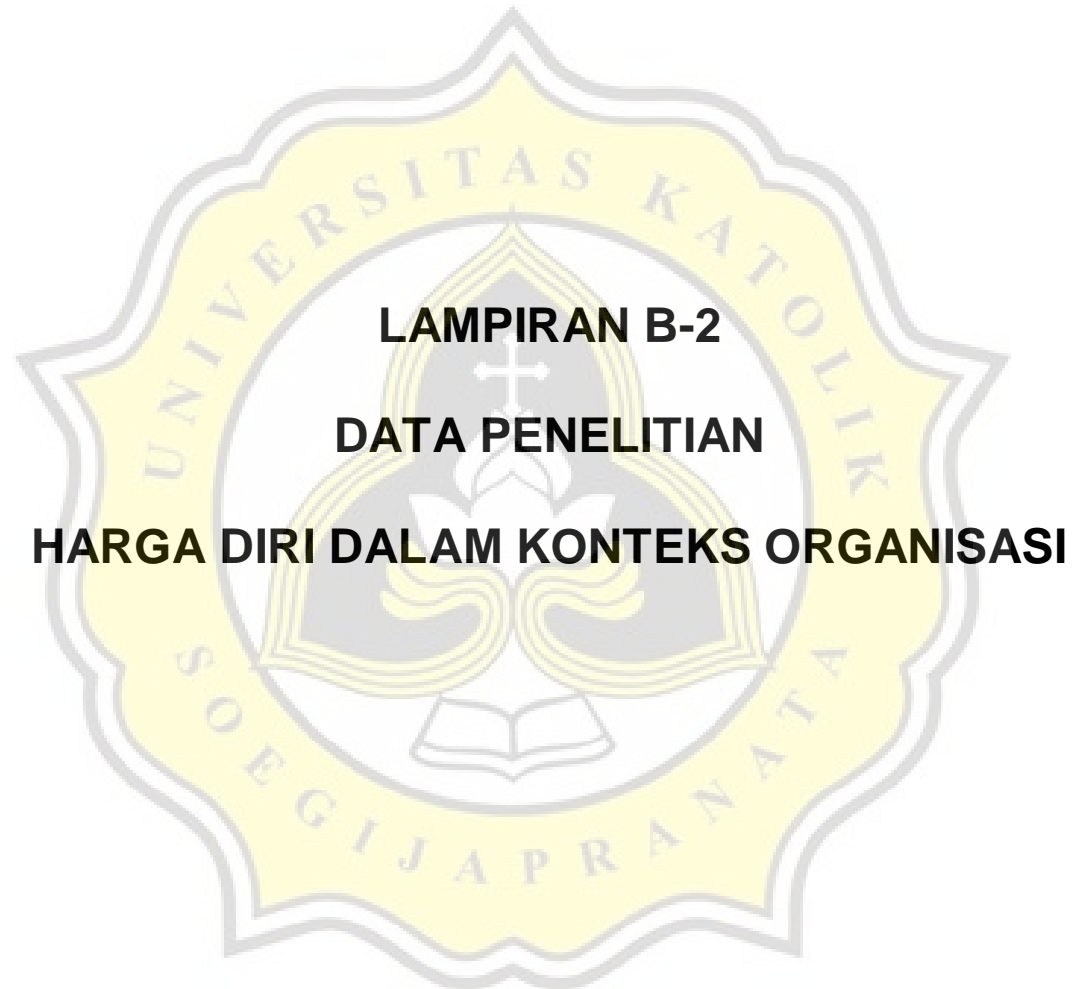 UNIVERSITAS KATOLIK
LAMPIRAN B-2
DATA PENELITIAN
HARGA DIRI DALAM KONTEKS ORGANISASI
SOEGIJAPRANATA